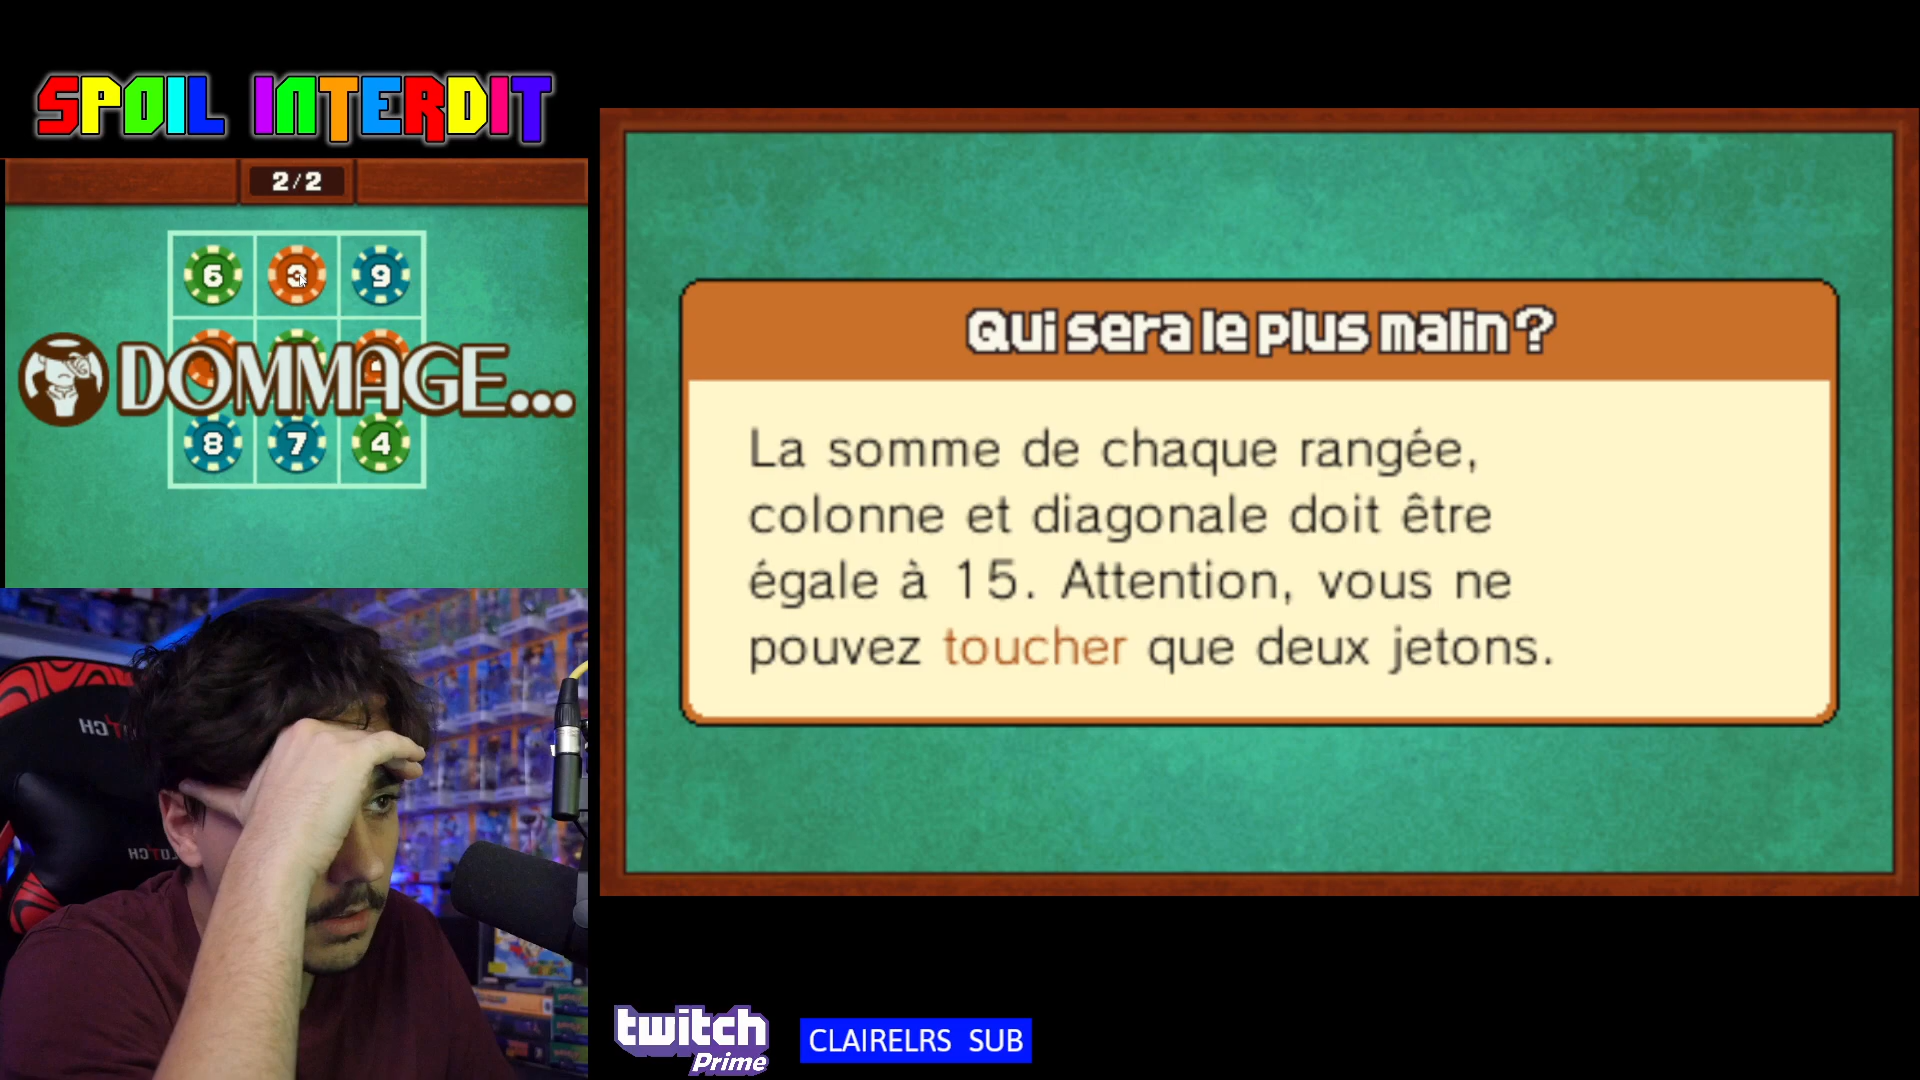 SPOIL INTERDIT
2/2
6 3 9
DOMMAGE...
8 7 4
Qui sera le plus malin ?
La somme de chaque rangée,
colonne et diagonale doit être
égale à 15. Attention, vous ne
pouvez toucher que deux jetons.
twitch
Prime
CLAIRELRS SUB